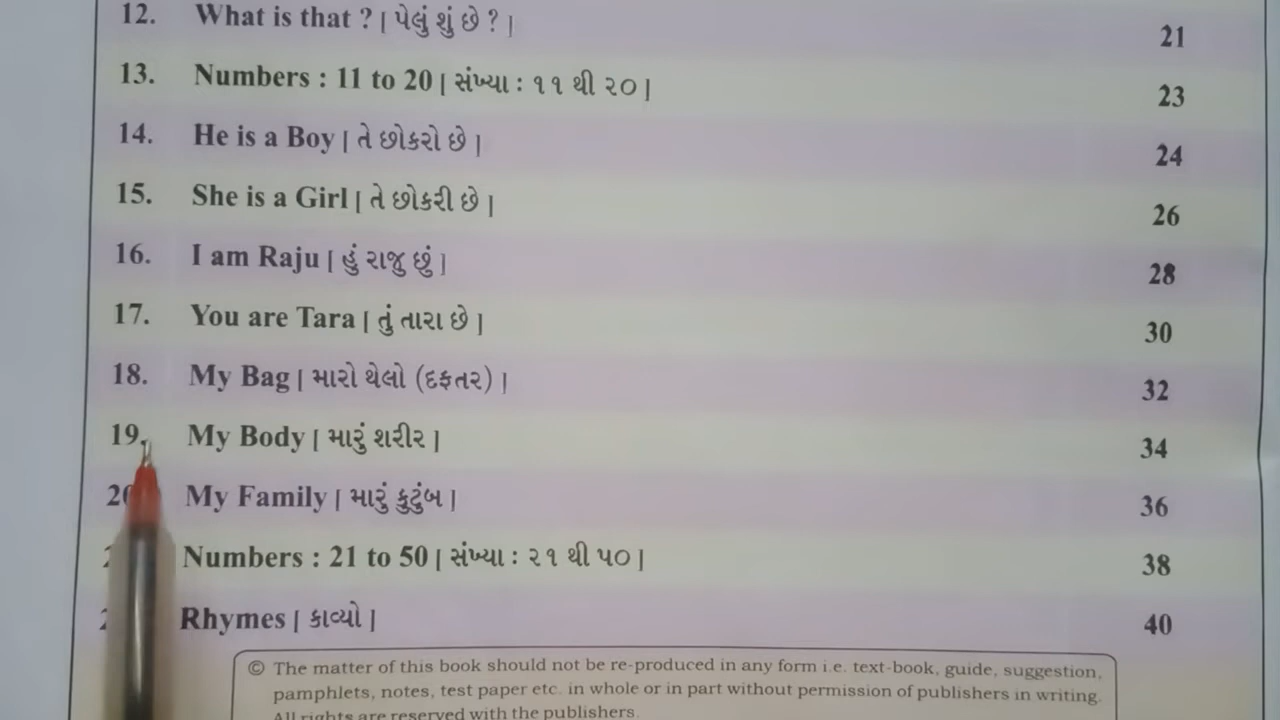 12. What is that ? [ પેલું શું છે ? ] 21
13. Numbers : 11 to 20 [ સંખ્યા : ૧૧ થી ૨૦ ] 23
14. He is a Boy [ તે છોકરો છે ] 24
15. She is a Girl [ તે છોકરી છે ] 26
16. I am Raju [ હું રાજુ છું ] 28
17. You are Tara [ તું તારા છે ] 30
18. My Bag [ મારો થેલો (દફતર) ] 32
19. My Body [ મારું શરીર ] 34
My Family [ મારું કુટુંબ ] 36
Numbers : 21 to 50 [ સંખ્યા : ૨૧ થી ૫૦ ] 38
Rhymes [ કાવ્યો ] 40
© The matter of this book should not be re-produced in any form i.e. text-book, guide, suggestion,
pamphlets, notes, test paper etc. in whole or in part without permission of publishers in writing.
All rights are reserved with the publishers.